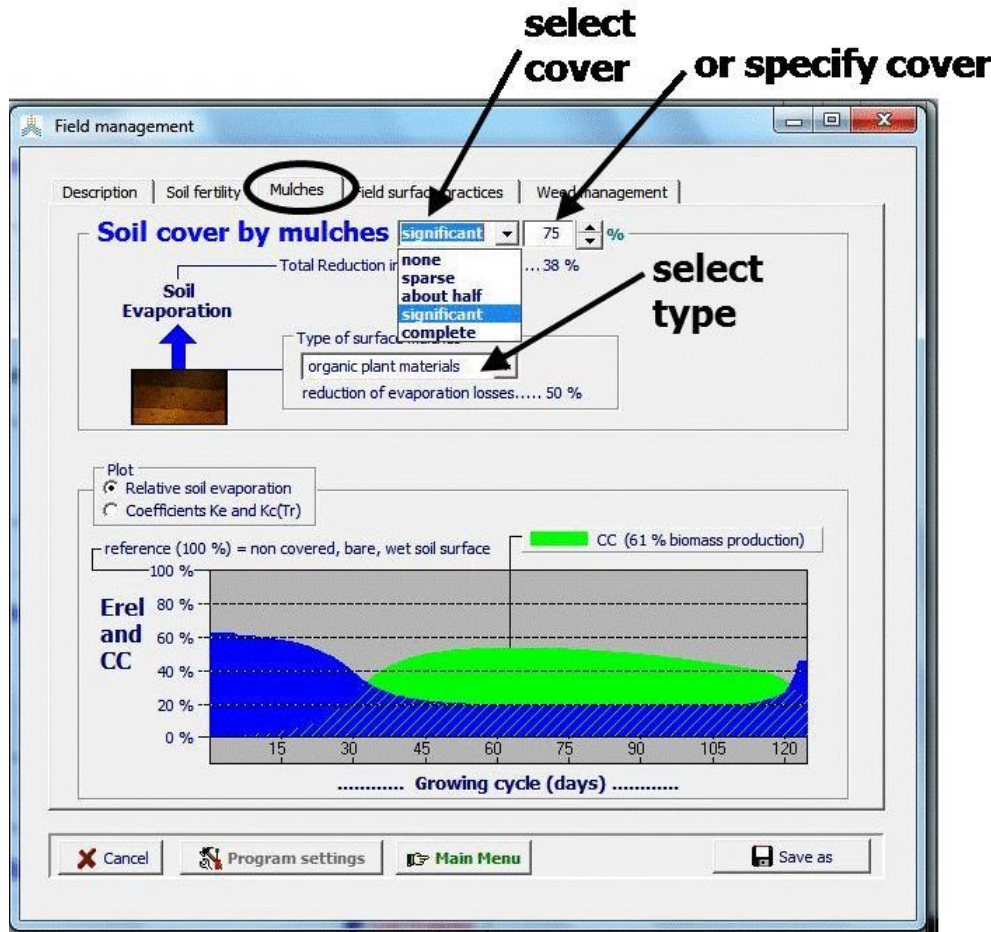 select
cover
or specify cover
Field management
Description Soil fertility Mulches Field surface practices Weed management
Soil cover by mulches significant 75 %
none
sparse
about half
significant
complete
Total Reduction in ... 38 %
select
type
Soil
Evaporation
Type of surface
organic plant materials
reduction of evaporation losses..... 50 %
Plot
Relative soil evaporation
Coefficients Ke and Kc(Tr)
reference (100 %) = non covered, bare, wet soil surface
CC (61 % biomass production)
Erel
and
CC
100 %
80 %
60 %
40 %
20 %
0 %
15 30 45 60 75 90 105 120
............ Growing cycle (days) ............
Cancel Program settings Main Menu Save as